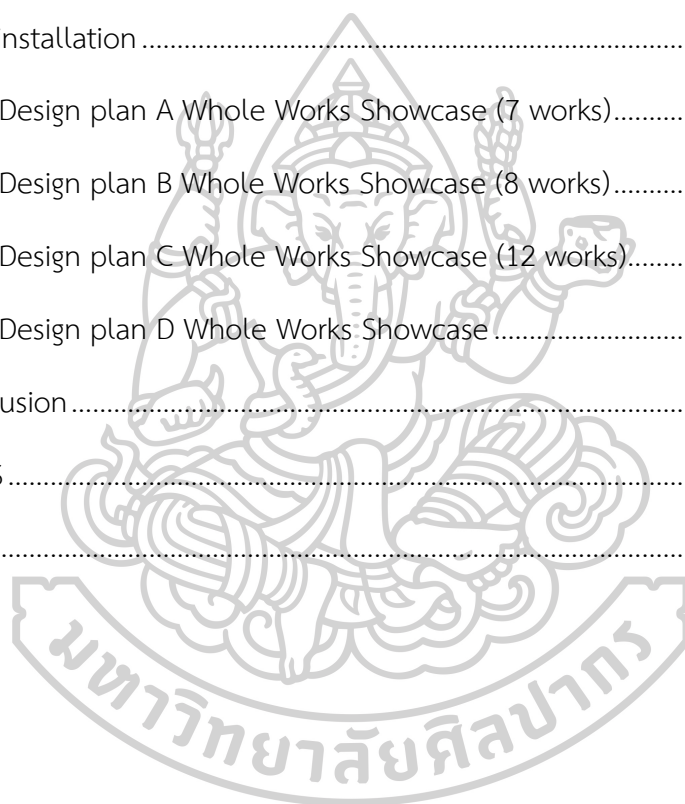 nstallation ................................................................................
Design plan A Whole Works Showcase (7 works)..........
Design plan B Whole Works Showcase (8 works)..........
Design plan C Whole Works Showcase (12 works)........
Design plan D Whole Works Showcase ...........................
usion .........................................................................................
S ..................................................................................................
...................................................................................................
มหาวิทยาลัยศิลปากร